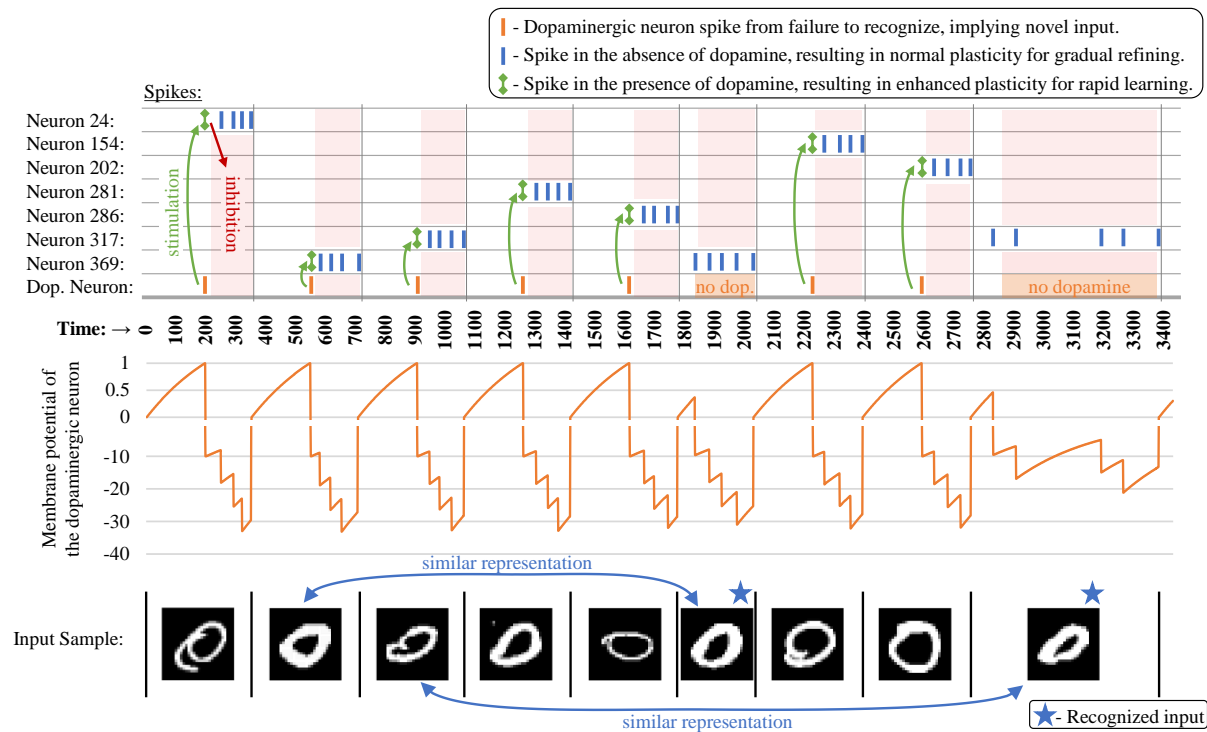 - Dopaminergic neuron spike from failure to recognize, implying novel input.
- Spike in the absence of dopamine, resulting in normal plasticity for gradual refining.
- Spike in the presence of dopamine, resulting in enhanced plasticity for rapid learning.
Spikes:
Neuron 24:
Neuron 154:
Neuron 202:
Neuron 281:
Neuron 286:
Neuron 317:
Neuron 369:
Dop. Neuron:
stimulation
inhibition
no dop.
no dopamine
Time: →
0 100 200 300 400 500 600 700 800 900 1000 1100 1200 1300 1400 1500 1600 1700 1800 1900 2000 2100 2200 2300 2400 2500 2600 2700 2800 2900 3000 3100 3200 3300 3400
Membrane potential of
the dopaminergic neuron
1
0.5
0
-10
-20
-30
-40
similar representation
Input Sample:
similar representation
- Recognized input